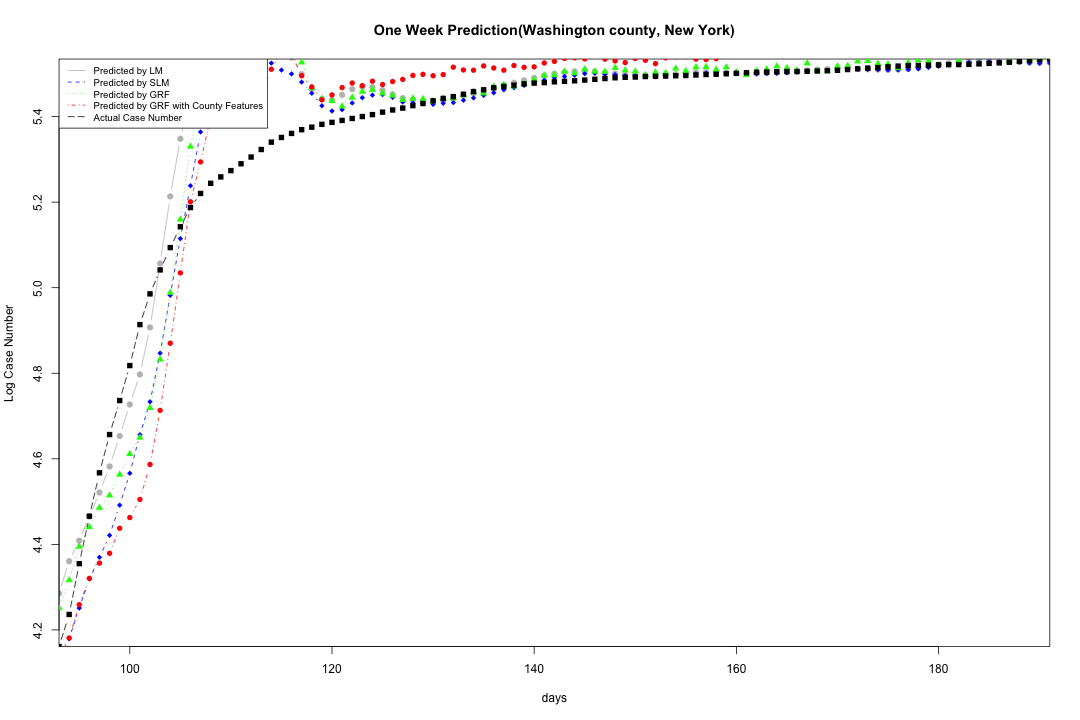 One Week Prediction(Washington county, New York)
Predicted by LM
Predicted by SLM
Predicted by GRF
Predicted by GRF with County Features
Actual Case Number
Log Case Number
5.4
5.2
5.0
4.8
4.6
4.4
4.2
100 120 140 160 180
days